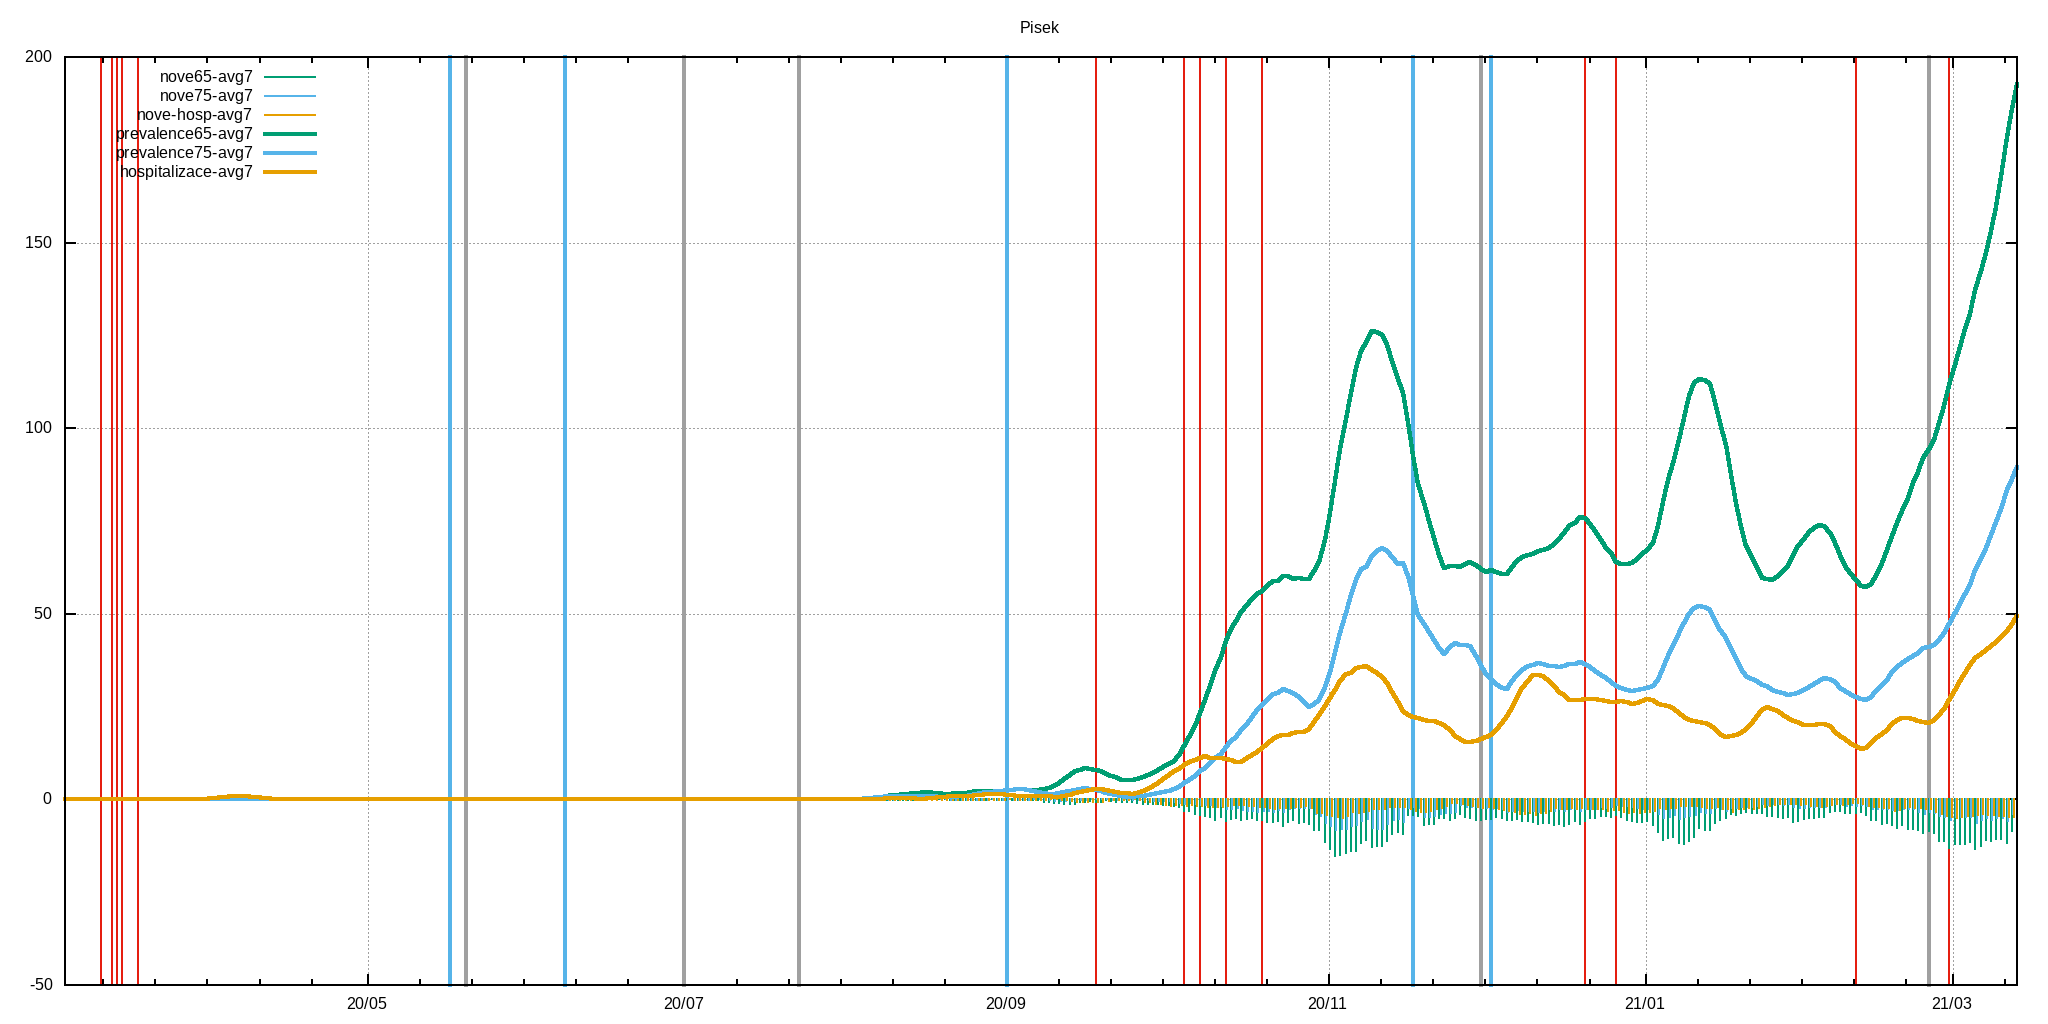 Pisek
200
150
100
50
0
-50
nove65-avg7
nove75-avg7
nove-hosp-avg7
prevalence65-avg7
prevalence75-avg7
hospitalizace-avg7
20/05
20/07
20/09
20/11
21/01
21/03